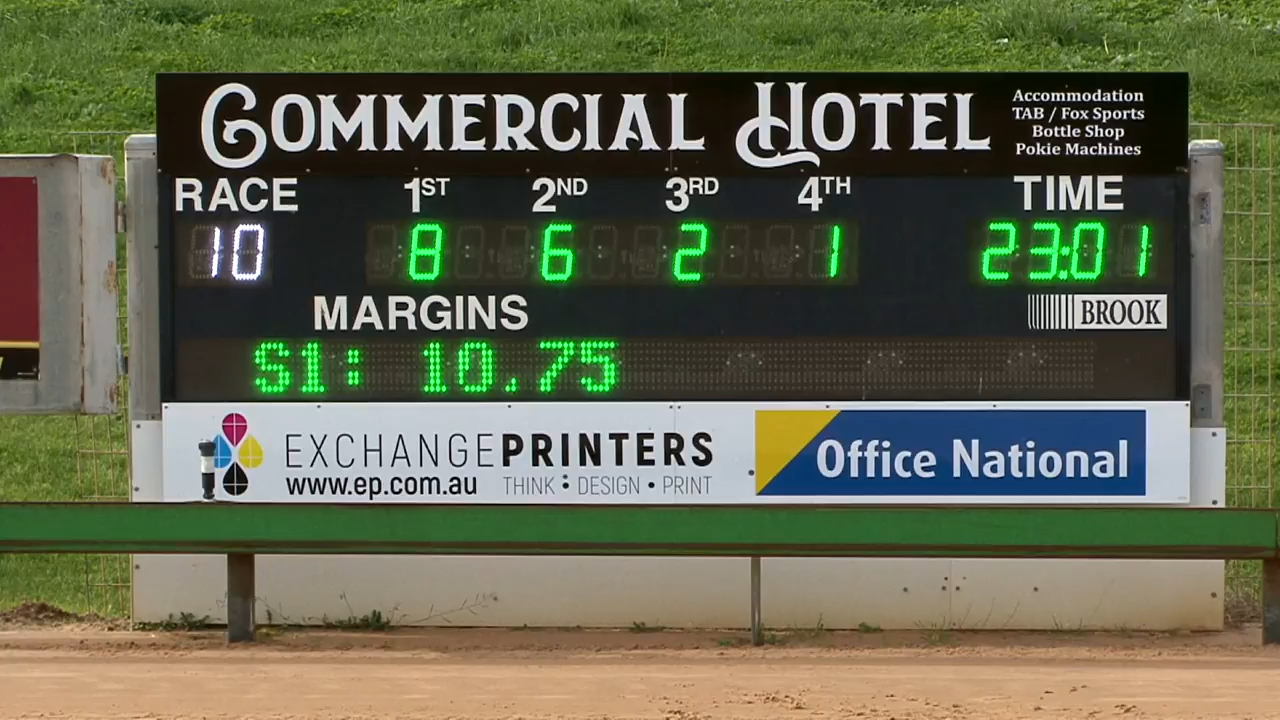 COMMERCIAL HOTEL
Accommodation
TAB / Fox Sports
Bottle Shop
Pokie Machines
RACE 1ST 2ND 3RD 4TH TIME
10 8 6 2 1 23:01
MARGINS
BROOK
S1: 10.75
EXCHANGEPRINTERS
www.ep.com.au THINK • DESIGN • PRINT
Office National